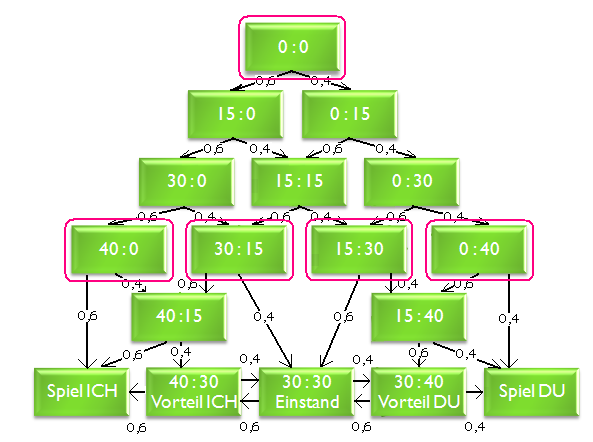 0 : 0
0,6 0,4
15 : 0 0 : 15
0,6 0,4 0,6 0,4
30 : 0 15 : 15 0 : 30
0,6 0,4 0,6 0,4 0,6 0,4
40 : 0 30 : 15 15 : 30 0 : 40
0,4 0,6 0,4 0,6
0,6 40 : 15 0,4 0,6 15 : 40 0,4
0,6 0,4 0,4 0,4 0,6 0,4
Spiel ICH
40 : 30
Vorteil ICH
30 : 30
Einstand
30 : 40
Vorteil DU
Spiel DU
0,6 0,6 0,6 0,4